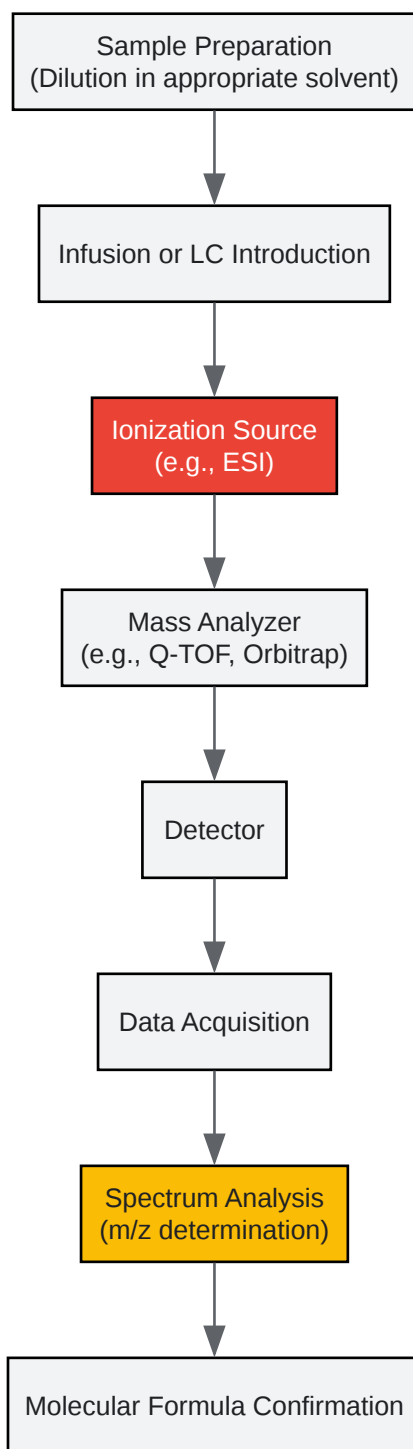 Sample Preparation
(Dilution in appropriate solvent)
Infusion or LC Introduction
Ionization Source
(e.g., ESI)
Mass Analyzer
(e.g., Q-TOF, Orbitrap)
Detector
Data Acquisition
Spectrum Analysis
(m/z determination)
Molecular Formula Confirmation